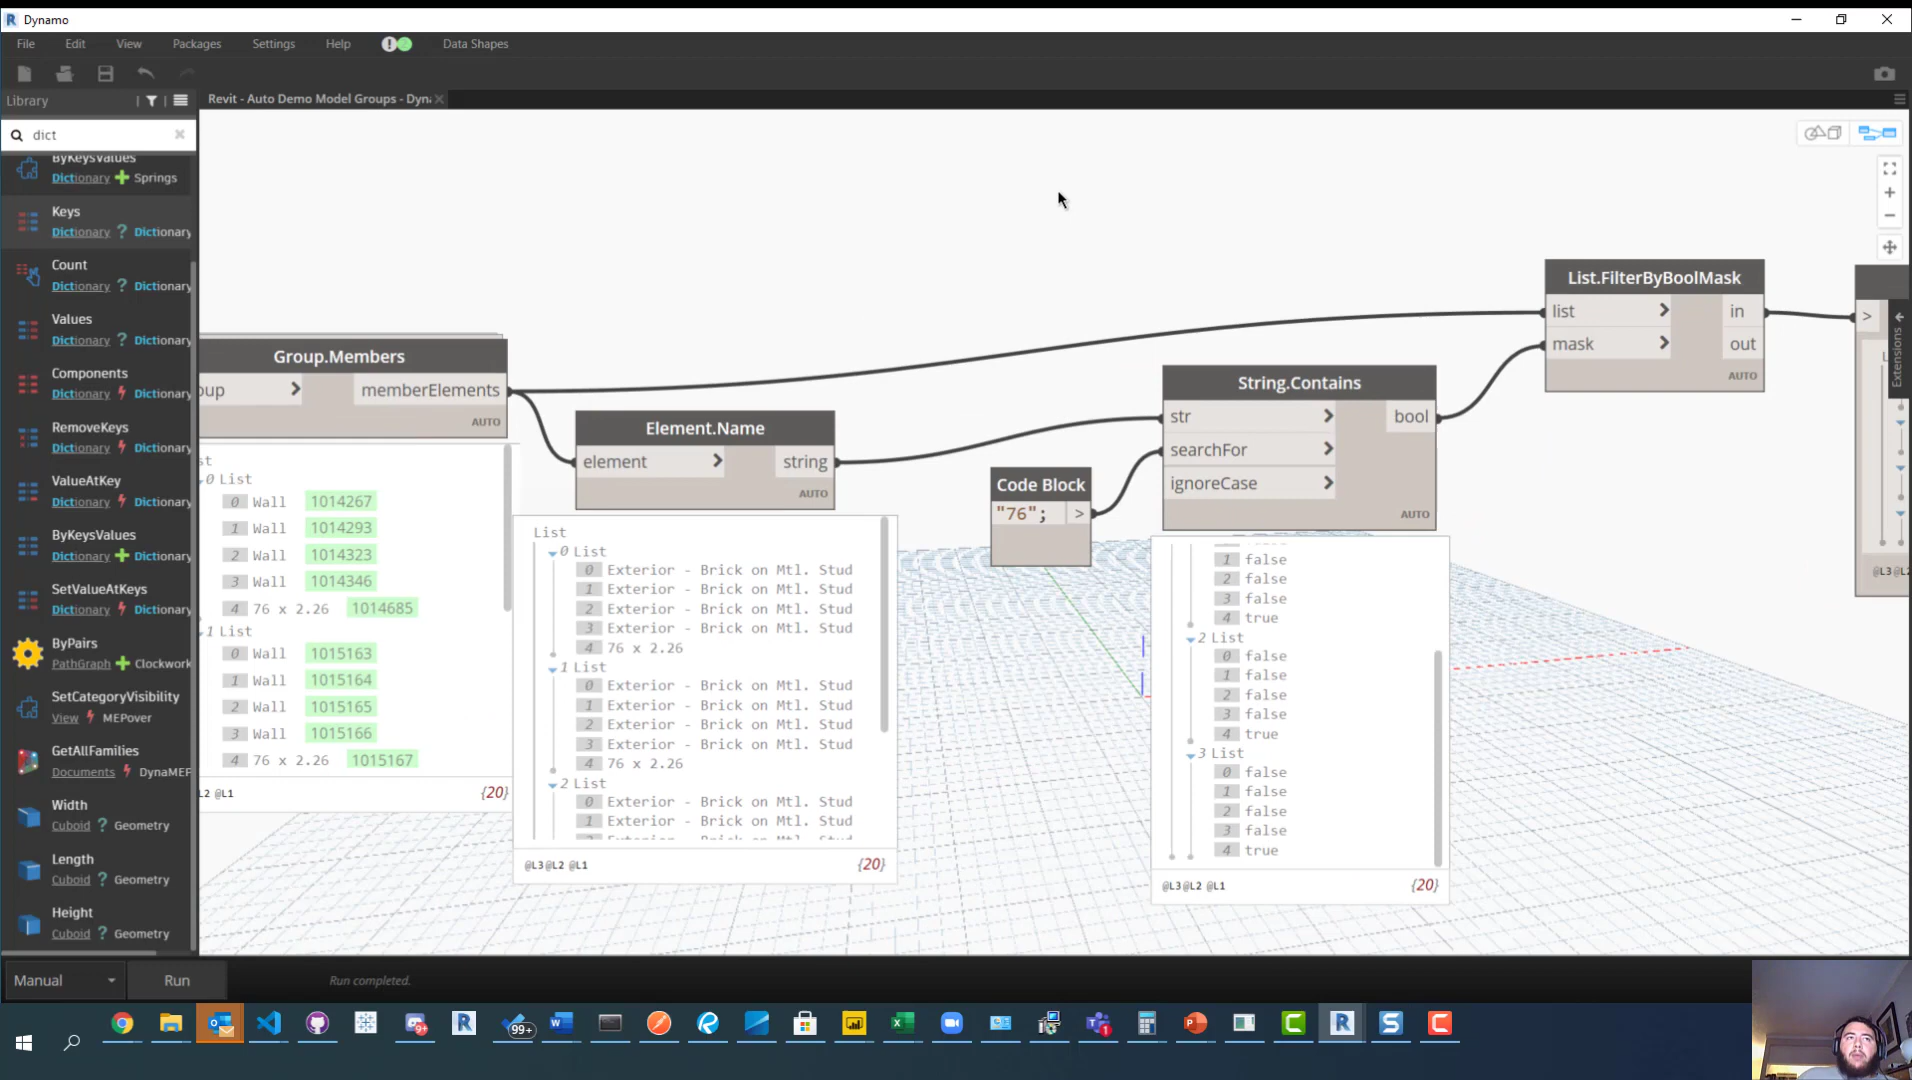 Dynamo
File Edit View Packages Settings Help Data Shapes
Library
Revit - Auto Demo Model Groups - Dyn
dict
ByKeysValues
Dictionary Springs
Keys
Dictionary ? Dictionary
Count
Dictionary ? Dictionary
Values
Dictionary ? Dictionary
Components
Dictionary Dictionary
RemoveKeys
Dictionary Dictionary
ValueAtKey
Dictionary Dictionary
ByKeysValues
Dictionary Dictionary
SetValueAtKeys
Dictionary Dictionary
ByPairs
PathGraph Clockwork
SetCategoryVisibility
View MEPover
GetAllFamilies
Documents DynaMEP
Width
Cuboid ? Geometry
Length
Cuboid ? Geometry
Height
Cuboid ? Geometry
Group.Members
oup > memberElements
AUTO
st
0 List
0 Wall 1014267
1 Wall 1014293
2 Wall 1014323
3 Wall 1014346
4 76 x 2.26 1014685
1 List
0 Wall 1015163
1 Wall 1015164
2 Wall 1015165
3 Wall 1015166
4 76 x 2.26 1015167
L2 @L1 {20}
Element.Name
element > string
AUTO
List
0 List
0 Exterior - Brick on Mtl. Stud
1 Exterior - Brick on Mtl. Stud
2 Exterior - Brick on Mtl. Stud
3 Exterior - Brick on Mtl. Stud
4 76 x 2.26
1 List
0 Exterior - Brick on Mtl. Stud
1 Exterior - Brick on Mtl. Stud
2 Exterior - Brick on Mtl. Stud
3 Exterior - Brick on Mtl. Stud
4 76 x 2.26
2 List
0 Exterior - Brick on Mtl. Stud
1 Exterior - Brick on Mtl. Stud
@L3 @L2 @L1 {20}
Code Block
"76"; >
String.Contains
str > bool
searchFor >
ignoreCase >
AUTO
1 false
2 false
3 false
4 true
2 List
0 false
1 false
2 false
3 false
4 true
3 List
0 false
1 false
2 false
3 false
4 true
@L3 @L2 @L1 {20}
List.FilterByBoolMask
list > in
mask > out
AUTO
>
L
@L3 @L2
Extensions
Manual Run Run completed.
99+